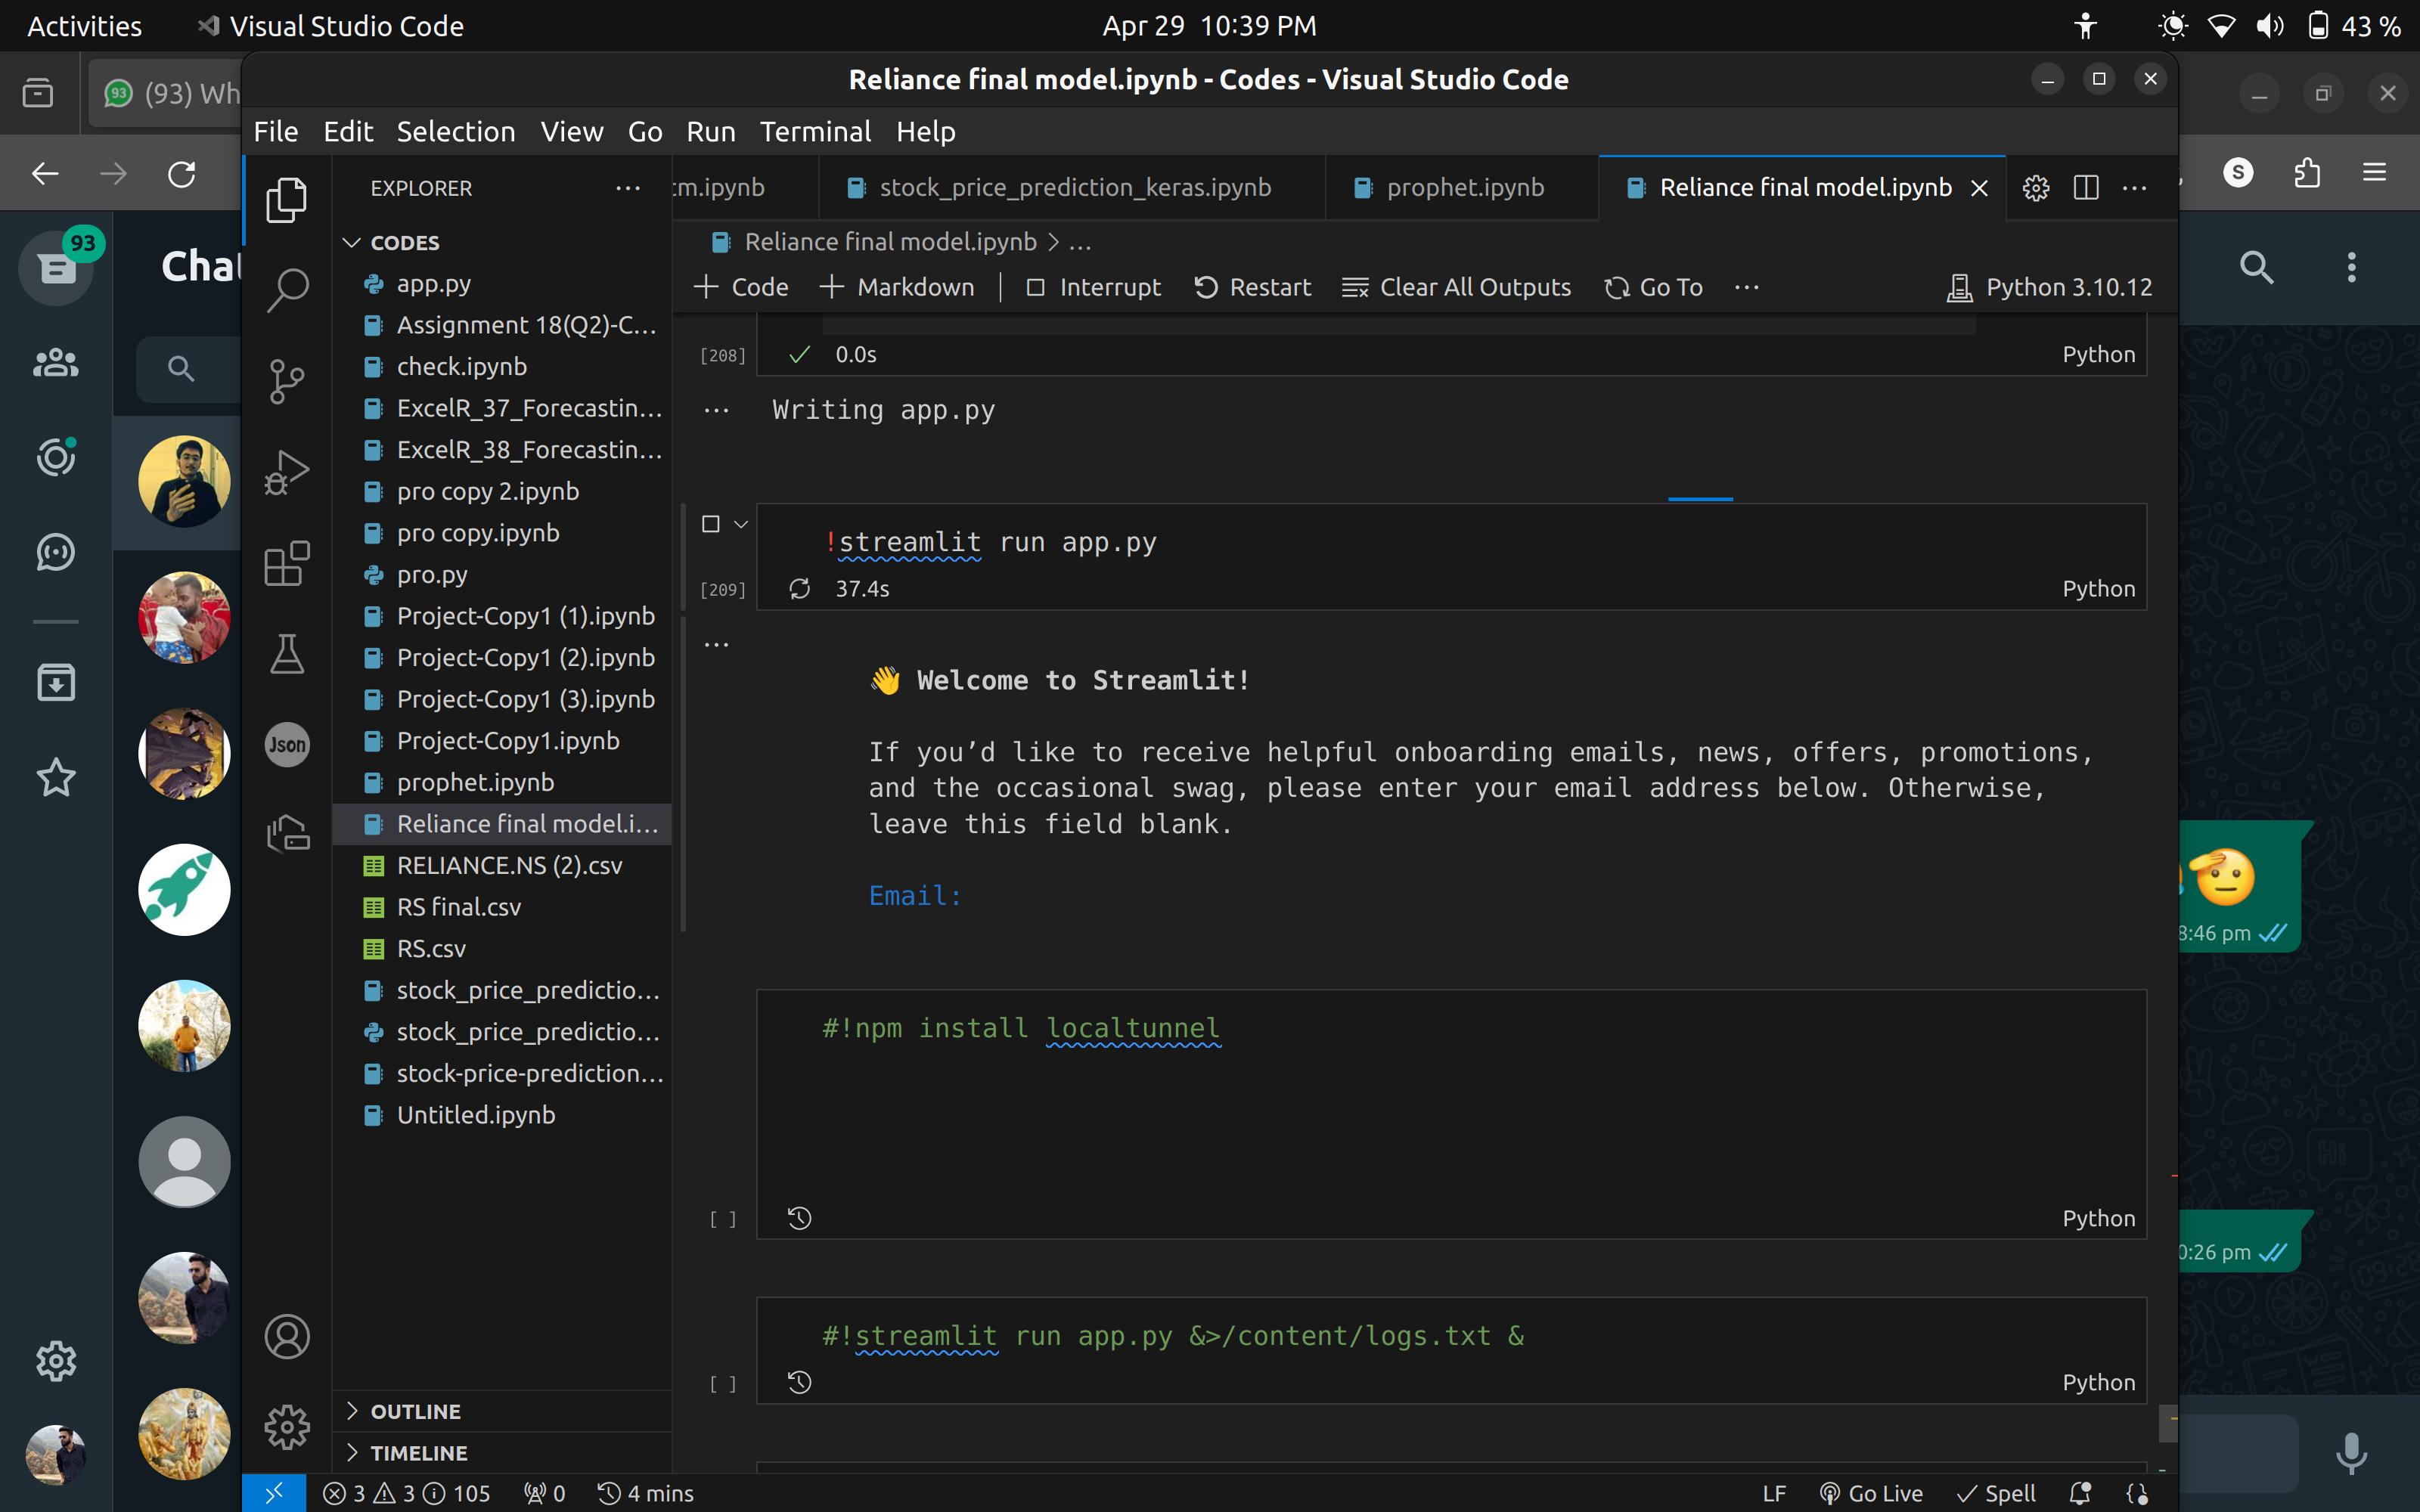 Activities
Visual Studio Code
Apr 29 10:39 PM
43 %
(93) Wh
93
Reliance final model.ipynb - Codes - Visual Studio Code
File Edit Selection View Go Run Terminal Help
S
93
Chat
EXPLORER
CODES
app.py
Assignment 18(Q2)-C...
check.ipynb
ExcelR_37_Forecastin...
ExcelR_38_Forecastin...
pro copy 2.ipynb
pro copy.ipynb
pro.py
Project-Copy1 (1).ipynb
Project-Copy1 (2).ipynb
Project-Copy1 (3).ipynb
Project-Copy1.ipynb
prophet.ipynb
Reliance final model.i...
RELIANCE.NS (2).csv
RS final.csv
RS.csv
stock_price_predictio...
stock_price_predictio...
stock-price-prediction...
Untitled.ipynb
OUTLINE
TIMELINE
Json
tm.ipynb
stock_price_prediction_keras.ipynb
prophet.ipynb
Reliance final model.ipynb
Reliance final model.ipynb > ...
+ Code + Markdown Interrupt Restart Clear All Outputs Go To ... Python 3.10.12
[208] 0.0s Python
Writing app.py
!streamlit run app.py
[209] 37.4s Python
👋 Welcome to Streamlit!
If you’d like to receive helpful onboarding emails, news, offers, promotions,
and the occasional swag, please enter your email address below. Otherwise,
leave this field blank.
Email:
#!npm install localtunnel
[ ] Python
#!streamlit run app.py &>/content/logs.txt &
[ ] Python
8:46 pm
0:26 pm
3 3 105 0 4 mins
LF Go Live Spell